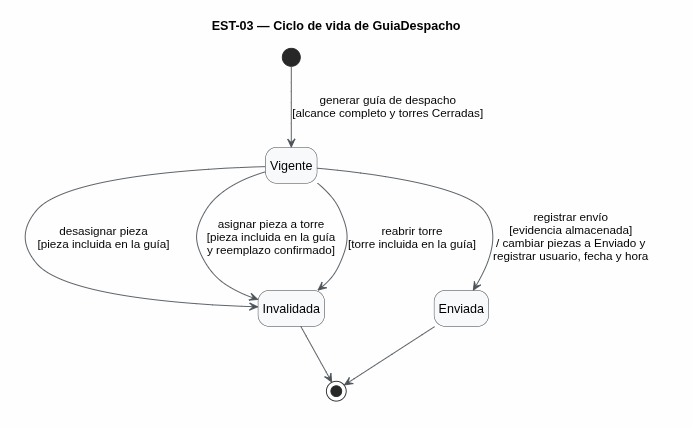 EST-03 — Ciclo de vida de GuiaDespacho
generar guía de despacho
[alcance completo y torres Cerradas]
Vigente
desasignar pieza
[pieza incluida en la guía]
asignar pieza a torre
[pieza incluida en la guía
y reemplazo confirmado]
reabrir torre
[torre incluida en la guía]
registrar envío
[evidencia almacenada]
/ cambiar piezas a Enviado y
registrar usuario, fecha y hora
Invalidada
Enviada